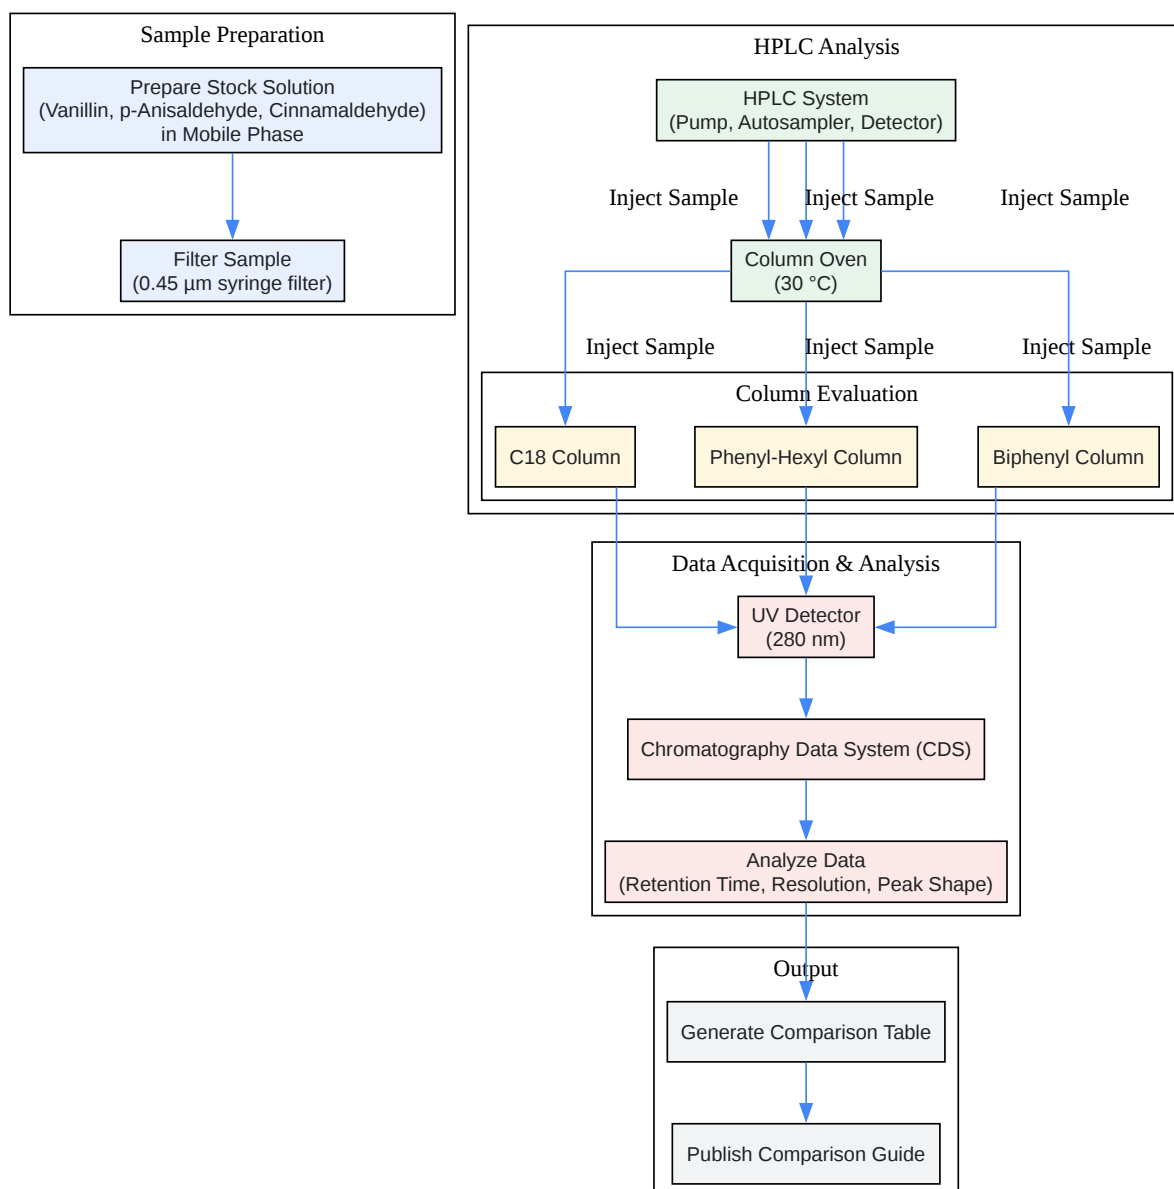 Sample Preparation
Prepare Stock Solution
(Vanillin, p-Anisaldehyde, Cinnamaldehyde)
in Mobile Phase
Filter Sample
(0.45 µm syringe filter)
HPLC Analysis
HPLC System
(Pump, Autosampler, Detector)
Inject Sample
Inject Sample
Inject Sample
Column Oven
(30 °C)
Inject Sample
Inject Sample
Inject Sample
Column Evaluation
C18 Column
Phenyl-Hexyl Column
Biphenyl Column
Data Acquisition & Analysis
UV Detector
(280 nm)
Chromatography Data System (CDS)
Analyze Data
(Retention Time, Resolution, Peak Shape)
Output
Generate Comparison Table
Publish Comparison Guide